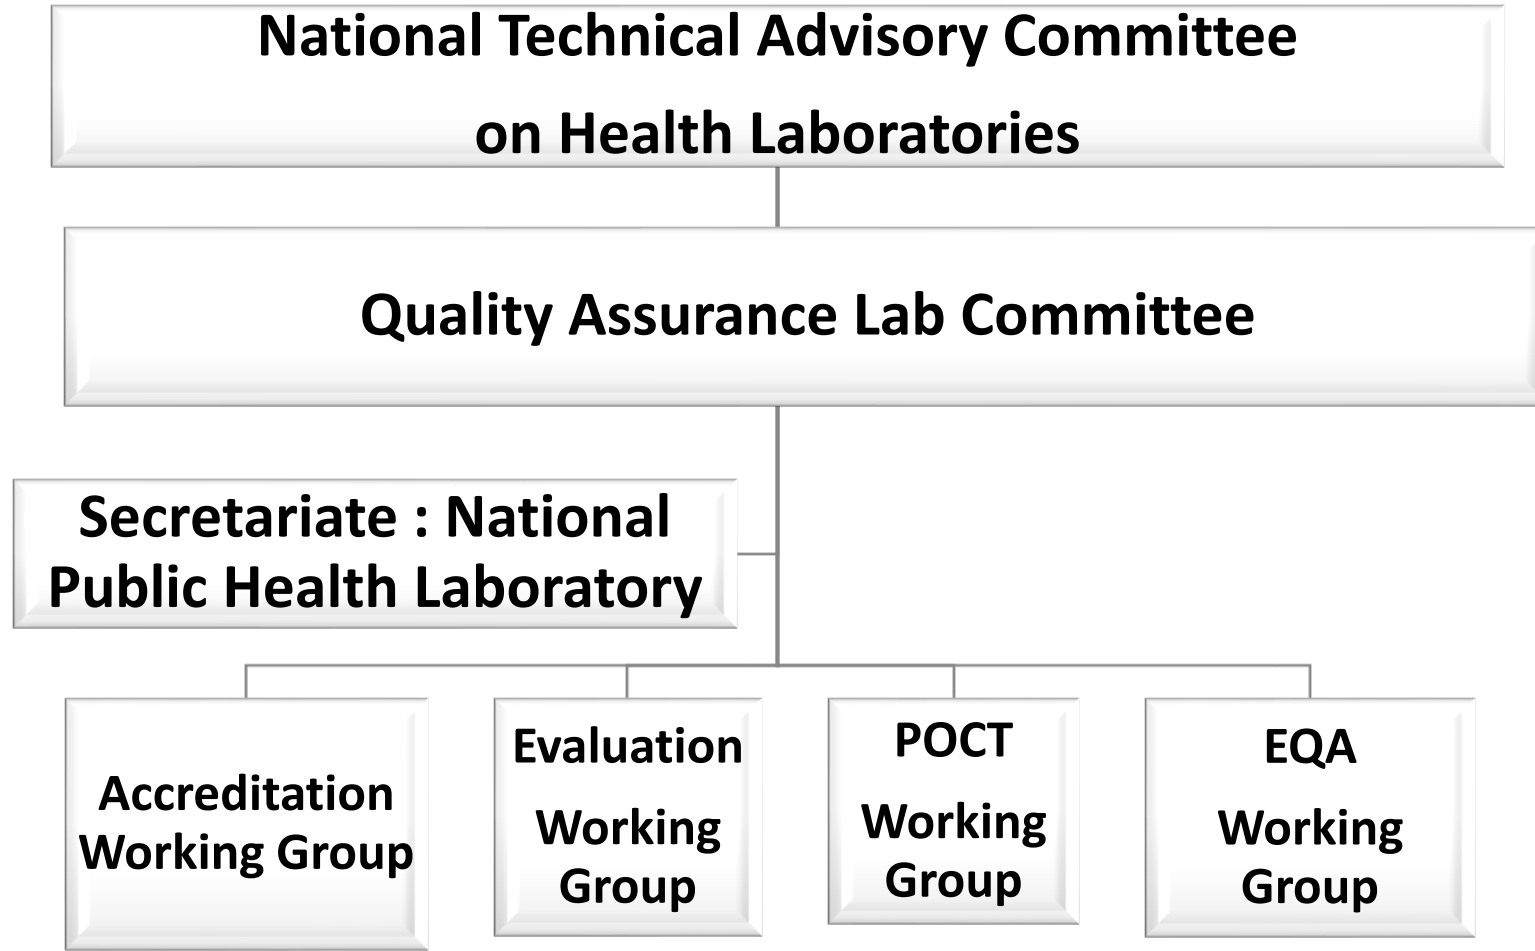 National Technical Advisory Committee
on Health Laboratories
Quality Assurance Lab Committee
Secretariate : National
Public Health Laboratory
Accreditation
Working Group
Evaluation
Working
Group
POCT
Working
Group
EQA
Working
Group